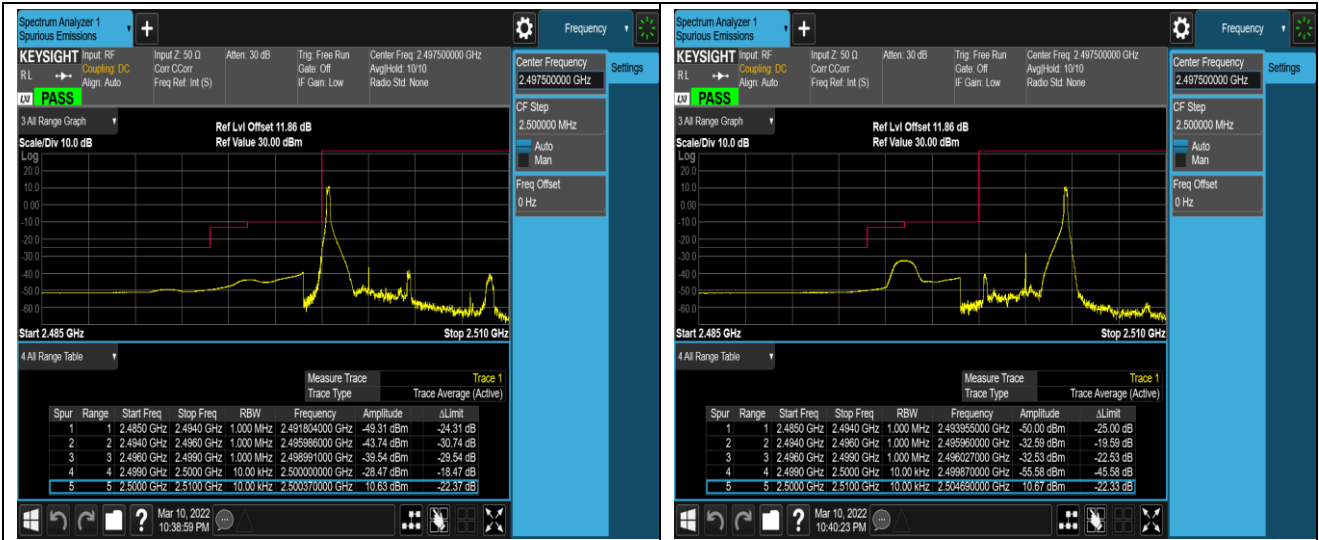 Spectrum Analyzer 1
Spurious Emissions
+
Frequency
KEYSIGHT Input: RF Input Z: 50 Ω Atten: 30 dB Trig: Free Run Center Freq: 2.497500000 GHz
RL Coupling: DC Corr CCorr Gate: Off Avg|Hold: 10/10
Align: Auto Freq Ref: Int (S) IF Gain: Low Radio Std: None
LXI PASS
Center Frequency
2.497500000 GHz
Settings
CF Step
2.500000 MHz
Auto
Man
Freq Offset
0 Hz
3 All Range Graph
Ref Lvl Offset 11.86 dB
Scale/Div 10.0 dB Ref Value 30.00 dBm
Log
20.0
10.0
0.00
-10.0
-20.0
-30.0
-40.0
-50.0
-60.0
Start 2.485 GHz Stop 2.510 GHz
4 All Range Table
Measure Trace Trace 1
Trace Type Trace Average (Active)
Spur Range Start Freq Stop Freq RBW Frequency Amplitude ΔLimit
1 1 2.4850 GHz 2.4940 GHz 1.000 MHz 2.491804000 GHz -49.31 dBm -24.31 dB
2 2 2.4940 GHz 2.4960 GHz 1.000 MHz 2.495986000 GHz -43.74 dBm -30.74 dB
3 3 2.4960 GHz 2.4990 GHz 1.000 MHz 2.498991000 GHz -39.54 dBm -29.54 dB
4 4 2.4990 GHz 2.5000 GHz 10.00 kHz 2.500000000 GHz -28.47 dBm -18.47 dB
5 5 2.5000 GHz 2.5100 GHz 10.00 kHz 2.500370000 GHz 10.63 dBm -22.37 dB
?
Mar 10, 2022
10:38:59 PM
Spectrum Analyzer 1
Spurious Emissions
+
Frequency
KEYSIGHT Input: RF Input Z: 50 Ω Atten: 30 dB Trig: Free Run Center Freq: 2.497500000 GHz
RL Coupling: DC Corr CCorr Gate: Off Avg|Hold: 10/10
Align: Auto Freq Ref: Int (S) IF Gain: Low Radio Std: None
LXI PASS
Center Frequency
2.497500000 GHz
Settings
CF Step
2.500000 MHz
Auto
Man
Freq Offset
0 Hz
3 All Range Graph
Ref Lvl Offset 11.86 dB
Scale/Div 10.0 dB Ref Value 30.00 dBm
Log
20.0
10.0
0.00
-10.0
-20.0
-30.0
-40.0
-50.0
-60.0
Start 2.485 GHz Stop 2.510 GHz
4 All Range Table
Measure Trace Trace 1
Trace Type Trace Average (Active)
Spur Range Start Freq Stop Freq RBW Frequency Amplitude ΔLimit
1 1 2.4850 GHz 2.4940 GHz 1.000 MHz 2.493955000 GHz -50.00 dBm -25.00 dB
2 2 2.4940 GHz 2.4960 GHz 1.000 MHz 2.495960000 GHz -32.59 dBm -19.59 dB
3 3 2.4960 GHz 2.4990 GHz 1.000 MHz 2.496027000 GHz -32.53 dBm -22.53 dB
4 4 2.4990 GHz 2.5000 GHz 10.00 kHz 2.499870000 GHz -55.58 dBm -45.58 dB
5 5 2.5000 GHz 2.5100 GHz 10.00 kHz 2.504690000 GHz 10.67 dBm -22.33 dB
?
Mar 10, 2022
10:40:23 PM